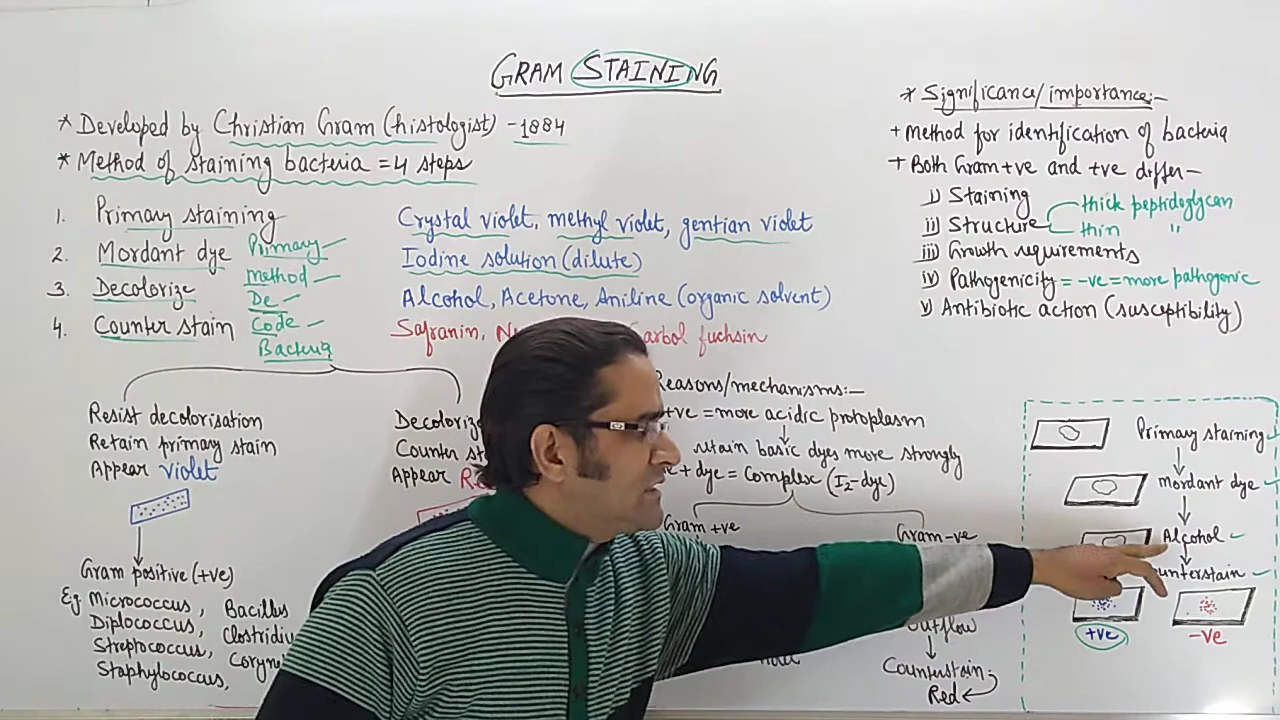 GRAM STAINING
* Developed by Christian Gram (histologist) - 1884
* Method of staining bacteria = 4 steps
1. Primary staining
2. Mordant dye
3. Decolorize
4. Counter stain
Primary
Method
De
Code
Bacteria
Crystal violet, methyl violet, gentian violet
Iodine solution (dilute)
Alcohol, Acetone, Aniline (organic solvent)
Safranin,
Carbol fuchsin
Resist decolorisation
Retain primary stain
Appear violet
Gram positive (+ve)
Eg Micrococcus, Bacillus
Diplococcus,
Streptococcus,
Staphylococcus,
Counter
Appear
Reasons/mechanisms:-
+ve = more acidic protoplasm
basic dyes more strongly
+ dye = Complex (I2-dye)
Gram +ve
Gram -ve
Outflow
Counterstain
Red
* Significance/importance:-
+ Method for identification of bacteria
+ Both Gram +ve and +ve differ-
i) Staining
ii) Structure
thick peptidoglycan
thin "
iii) Growth requirements
iv) Pathogenicity = -ve = more pathogenic
v) Antibiotic action (susceptibility)
Primary staining
Mordant dye
Alcohol
+ve
-ve